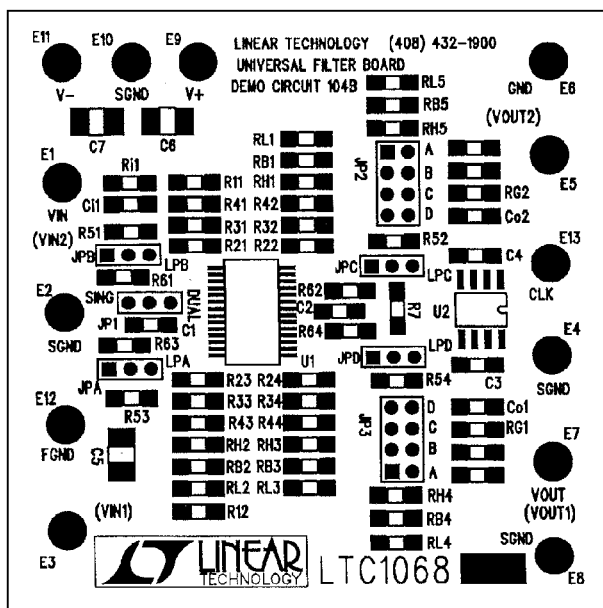 E11 E10 E9 LINEAR TECHNOLOGY (408) 432-1900
UNIVERSAL FILTER BOARD
DEMO CIRCUIT 104B
V- SGND V+
GND E6
RL5
RB5
RH5
(VOUT2)
C7 C6
RL1
RB1
RH1
JP2 A
B
C
D
E1
Ri1
R11
RG2
E5
Ci1 R41 R42
Co2
VIN
(VIN2)
R51 R31 R32
R52
R21 R22
C4
E13
JPB LPB
JPC LPC
R61
E2
SING DUAL
R62
C2
R7
U2
CLK
JP1 C1
R64
E4
SGND
R63
LPA
U1
JPD LPD
JPA
R23 R24
R54
C3
SGND
E12
R53
R33 R34
JP3 D
C
B
A
Co1
R43 R44
RG1
FGND
C5
RH2 RH3
E7
RB2 RB3
RL2 RL3
VOUT
(VOUT1)
(VIN1)
R12
RH4
RB4
RL4
E3
SGND
E8
LINEAR
TECHNOLOGY
LTC1068